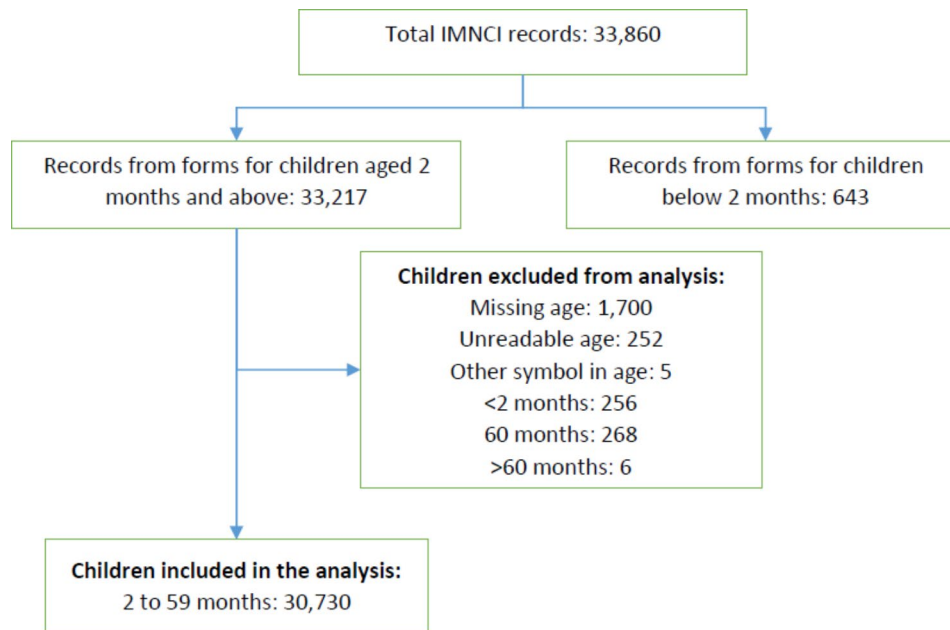 Total IMNCI records: 33,860
Records from forms for children aged 2
months and above: 33,217
Records from forms for children
below 2 months: 643
Children excluded from analysis:
Missing age: 1,700
Unreadable age: 252
Other symbol in age: 5
<2 months: 256
60 months: 268
>60 months: 6
Children included in the analysis:
2 to 59 months: 30,730